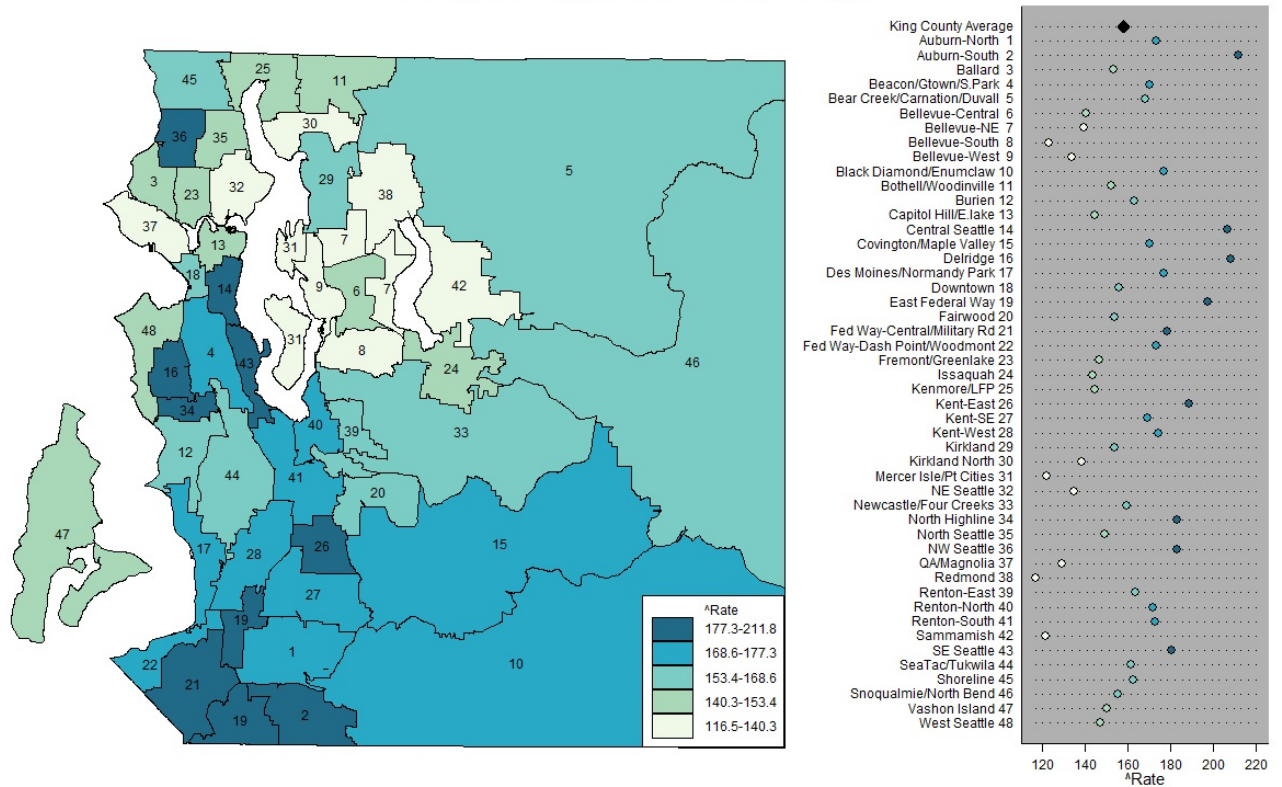 45
25
11
30
36
35
5
3
23
32
29
38
37
13
31
7
18
14
9
6
7
42
48
4
31
43
8
46
16
24
34
40
39
33
12
44
41
20
47
17
28
26
15
27
19
1
22
21
10
19
2
^Rate
177.3-211.8
168.6-177.3
153.4-168.6
140.3-153.4
116.5-140.3
King County Average
Auburn-North 1
Auburn-South 2
Ballard 3
Beacon/Gtown/S.Park 4
Bear Creek/Carnation/Duvall 5
Bellevue-Central 6
Bellevue-NE 7
Bellevue-South 8
Bellevue-West 9
Black Diamond/Enumclaw 10
Bothell/Woodinville 11
Burien 12
Capitol Hill/E.lake 13
Central Seattle 14
Covington/Maple Valley 15
Delridge 16
Des Moines/Normandy Park 17
Downtown 18
East Federal Way 19
Fairwood 20
Fed Way-Central/Military Rd 21
Fed Way-Dash Point/Woodmont 22
Fremont/Greenlake 23
Issaquah 24
Kenmore/LFP 25
Kent-East 26
Kent-SE 27
Kent-West 28
Kirkland 29
Kirkland North 30
Mercer Isle/Pt Cities 31
NE Seattle 32
Newcastle/Four Creeks 33
North Highline 34
North Seattle 35
NW Seattle 36
QA/Magnolia 37
Redmond 38
Renton-East 39
Renton-North 40
Renton-South 41
Sammamish 42
SE Seattle 43
SeaTac/Tukwila 44
Shoreline 45
Snoqualmie/North Bend 46
Vashon Island 47
West Seattle 48
120 140 160 180 200 220
^Rate